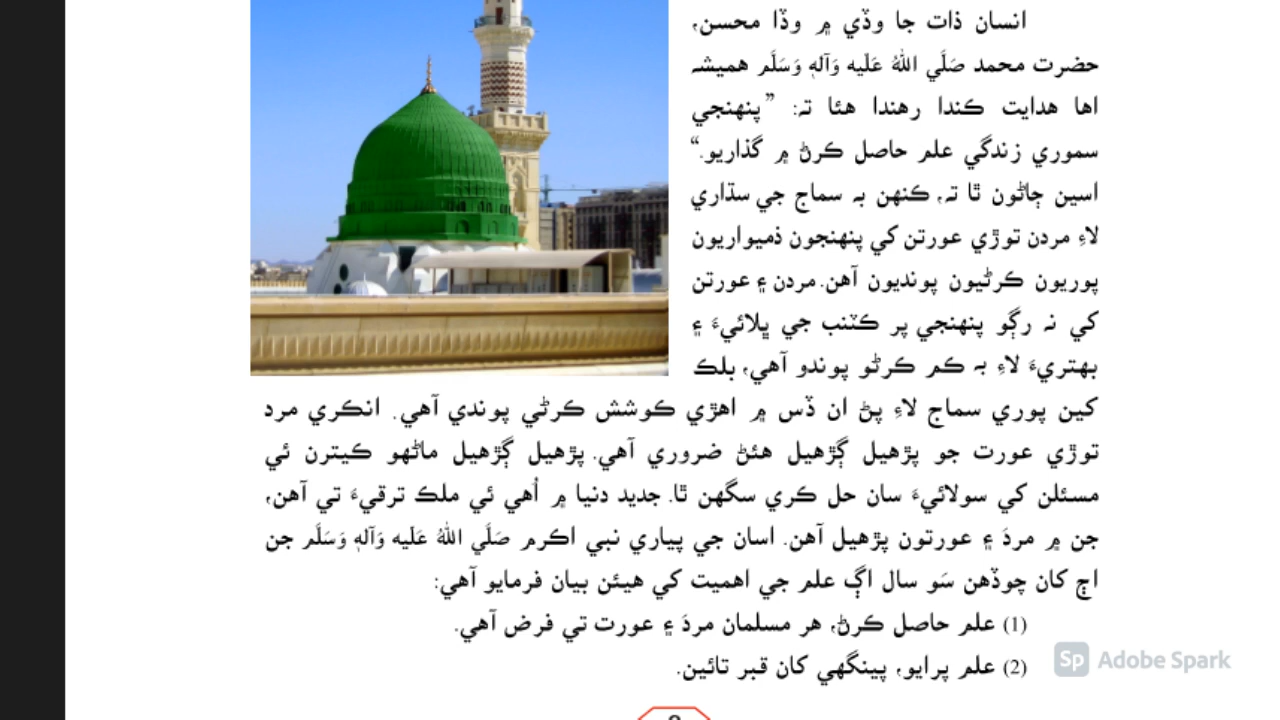 انسان ذات جا وڏي ۾ وڏا محسن،
حضرت محمد صَلَّي اللهُ عَلَيه وَآلهٖ وَسَلَّم هميشہ
اها هدايت ڪندا رهندا هئا تہ: ”پنهنجي
سموري زندگي علم حاصل ڪرڻ ۾ گذاريو.“
اسين ڄاڻون ٿا تہ، ڪنهن بہ سماج جي سڌاري
لاءِ مردن توڙي عورتن کي پنهنجون ذميواريون
پوريون ڪرڻيون پونديون آهن. مردن ۽ عورتن
کي نہ رڳو پنهنجي پر ڪٽنب جي ڀلائيءَ ۽
بهتريءَ لاءِ بہ ڪم ڪرڻو پوندو آهي، بلڪ
کين پوري سماج لاءِ پڻ ان ڏس ۾ اهڙي ڪوشش ڪرڻي پوندي آهي. انڪري مرد
توڙي عورت جو پڙهيل ڳڙهيل هئڻ ضروري آهي. پڙهيل ڳڙهيل ماڻهو ڪيترن ئي
مسئلن کي سولائيءَ سان حل ڪري سگهن ٿا. جديد دنيا ۾ اُهي ئي ملڪ ترقيءَ تي آهن،
جن ۾ مردَ ۽ عورتون پڙهيل آهن. اسان جي پياري نبي اڪرم صَلَّي اللهُ عَلَيه وَآلهٖ وَسَلَّم جن
اڄ کان چوڏهن سَو سال اڳ علم جي اهميت کي هيئن بيان فرمايو آهي:
(1) علم حاصل ڪرڻ، هر مسلمان مردَ ۽ عورت تي فرض آهي.
(2) علم پرايو، پينگهي کان قبر تائين.
Sp Adobe Spark